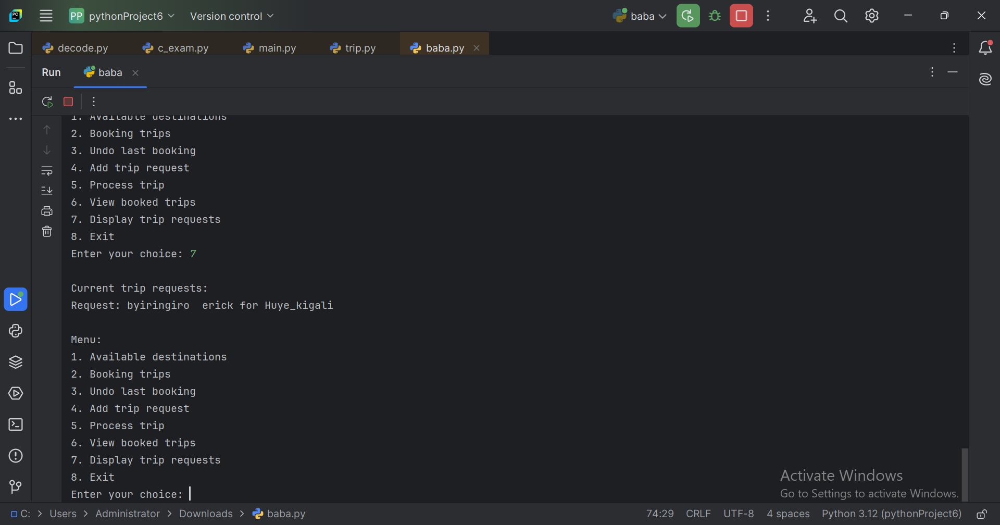 PC
PP pythonProject6 Version control baba
decode.py c_exam.py main.py trip.py baba.py
Run baba
1. Available destinations
2. Booking trips
3. Undo last booking
4. Add trip request
5. Process trip
6. View booked trips
7. Display trip requests
8. Exit
Enter your choice: 7
Current trip requests:
Request: byiringiro  erick for Huye_kigali
Menu:
1. Available destinations
2. Booking trips
3. Undo last booking
4. Add trip request
5. Process trip
6. View booked trips
7. Display trip requests
8. Exit
Enter your choice:
Activate Windows
Go to Settings to activate Windows.
C: > Users > Administrator > Downloads > baba.py 74:29 CRLF UTF-8 4 spaces Python 3.12 (pythonProject6)